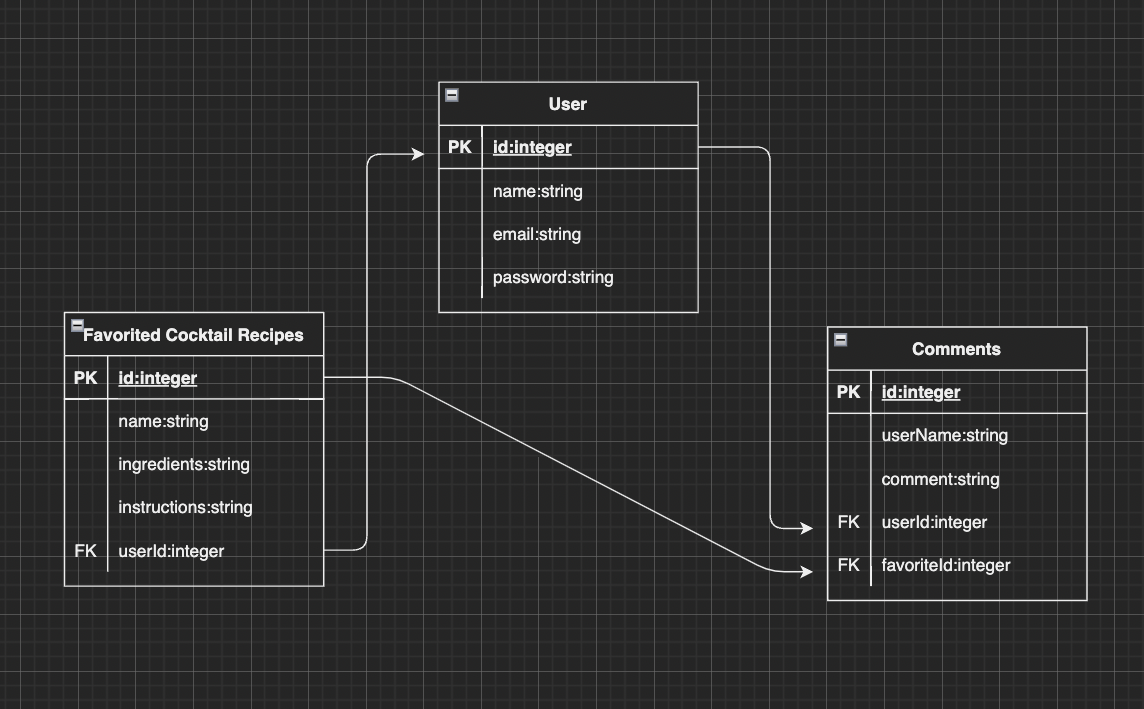 User
PK id:integer
name:string
email:string
password:string
Favorited Cocktail Recipes
PK id:integer
name:string
ingredients:string
instructions:string
FK userId:integer
Comments
PK id:integer
userName:string
comment:string
FK userId:integer
FK favoriteId:integer